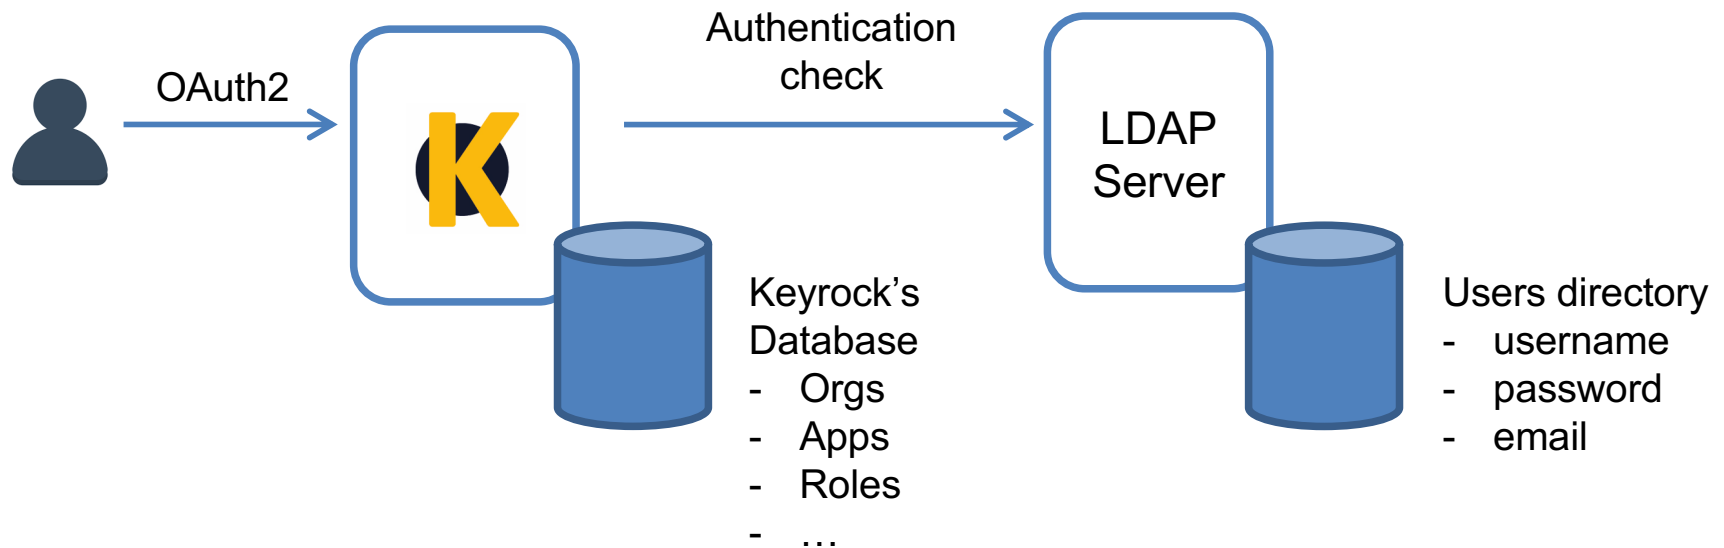 OAuth2
K
Authentication
check
LDAP
Server
Keyrock’s
Database
- Orgs
- Apps
- Roles
- …
Users directory
- username
- password
- email